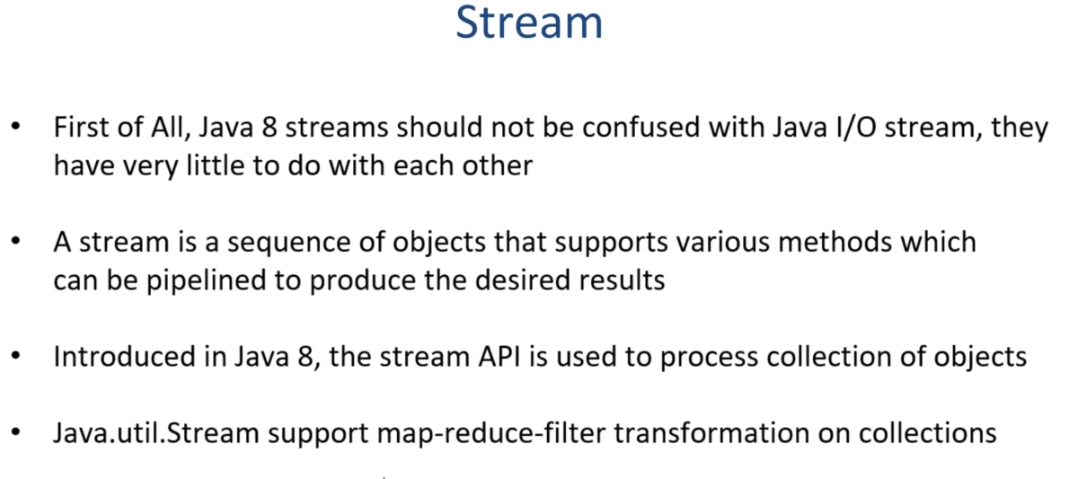 Stream
• First of All, Java 8 streams should not be confused with Java I/O stream, they
have very little to do with each other
• A stream is a sequence of objects that supports various methods which
can be pipelined to produce the desired results
• Introduced in Java 8, the stream API is used to process collection of objects
• Java.util.Stream support map-reduce-filter transformation on collections